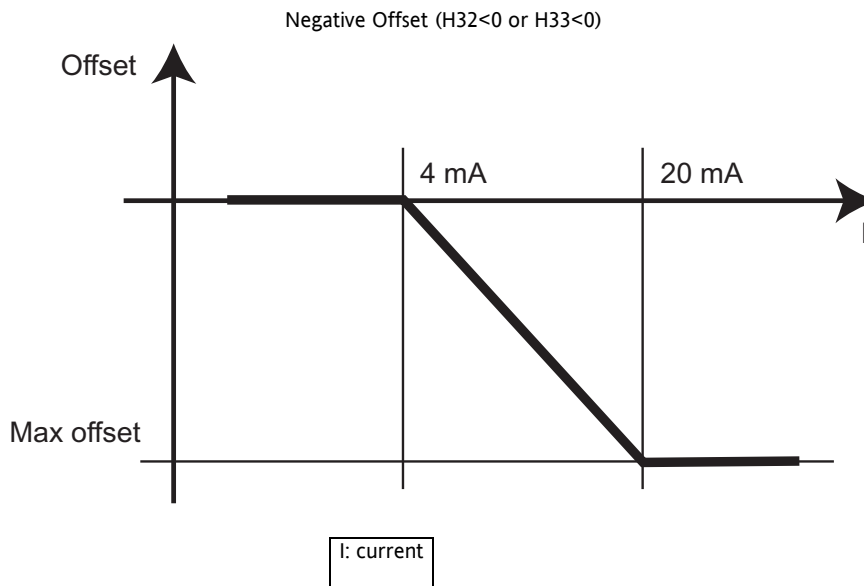 Negative Offset (H32<0 or H33<0)
Offset
4 mA
20 mA
I
Max offset
I: current